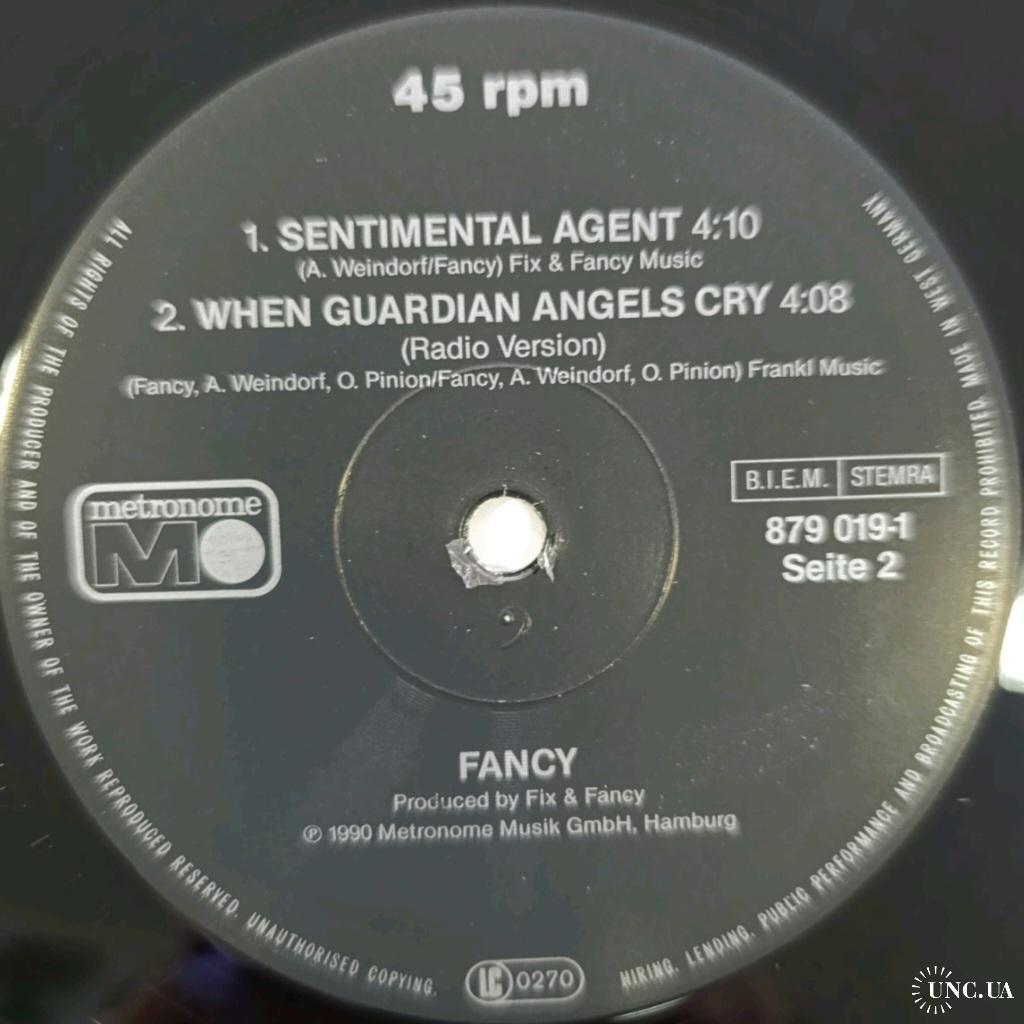 45 rpm
1. SENTIMENTAL AGENT 4:10
(A. Weindorf/Fancy) Fix & Fancy Music
2. WHEN GUARDIAN ANGELS CRY 4:08
(Radio Version)
(Fancy, A. Weindorf, O. Pinion/Fancy, A. Weindorf, O. Pinion) Frankl Music
metronome
M
B.I.E.M. STEMRA
879 019-1
Seite 2
FANCY
Produced by Fix & Fancy
℗ 1990 Metronome Musik GmbH, Hamburg
ALL RIGHTS OF THE PRODUCER AND OF THE OWNER OF THE WORK REPRODUCED RESERVED. UNAUTHORISED COPYING.
LC 0270
HIRING, LENDING, PUBLIC PERFORMANCE AND BROADCASTING OF THIS RECORD PROHIBITED. MADE IN WEST GERMANY
UNC.UA